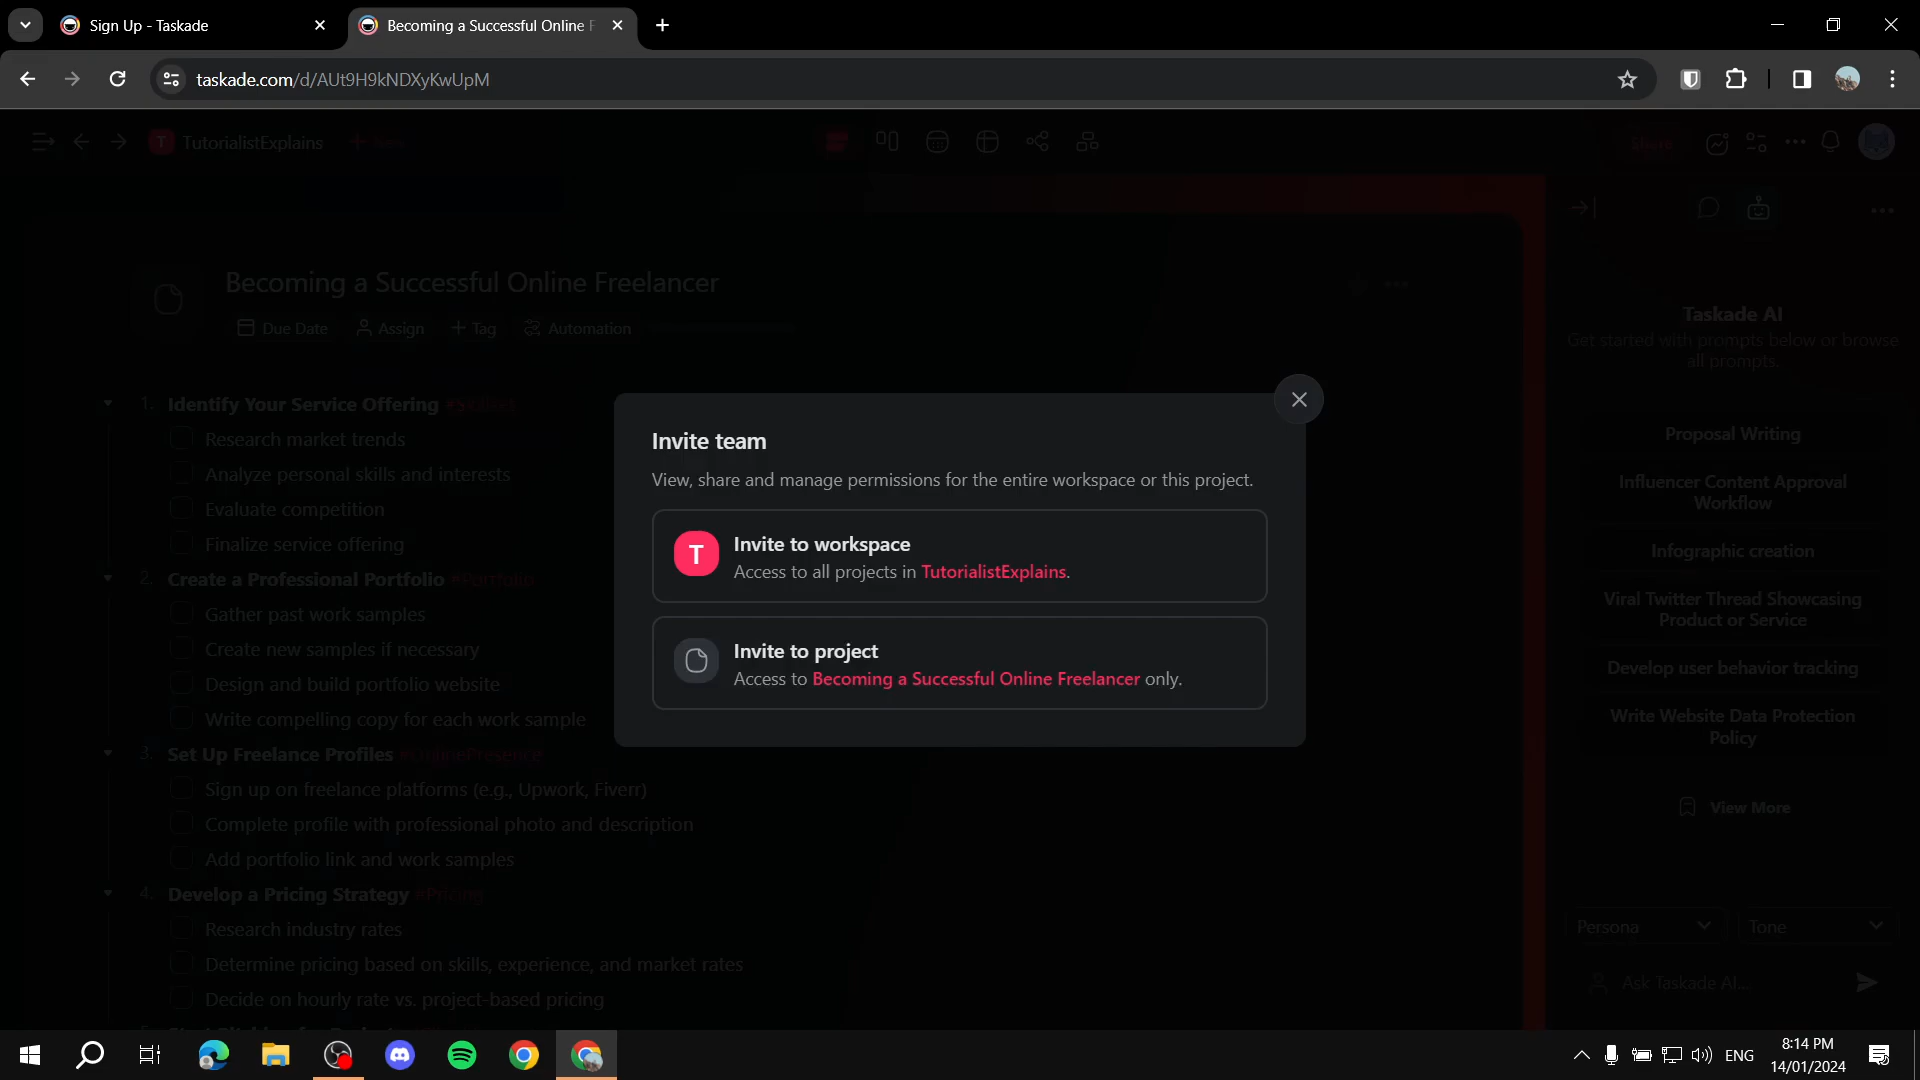 Sign Up - Taskade
Becoming a Successful Online F
taskade.com/d/AUt9H9kNDXyKwUpM
T TutorialistExplains
Share
Becoming a Successful Online Freelancer
Due Date Assign Tag Automation
Taskade AI
Get started with prompts below or browse
all prompts.
1. Identify Your Service Offering
Research market trends
Analyze personal skills and interests
Evaluate competition
Finalize service offering
2. Create a Professional Portfolio #Portfolio
Gather past work samples
Create new samples if necessary
Design and build portfolio website
Write compelling copy for each work sample
3. Set Up Freelance Profiles #OnlinePresence
Sign up on freelance platforms (e.g., Upwork, Fiverr)
Complete profile with professional photo and description
Add portfolio link and work samples
4. Develop a Pricing Strategy #Pricing
Research industry rates
Determine pricing based on skills, experience, and market rates
Decide on hourly rate vs. project-based pricing
Invite team
View, share and manage permissions for the entire workspace or this project.
T
Invite to workspace
Access to all projects in TutorialistExplains.
Invite to project
Access to Becoming a Successful Online Freelancer only.
Proposal Writing
Influencer Content Approval
Workflow
Infographic creation
Viral Twitter Thread Showcasing
Product or Service
Develop user behavior tracking
Write Website Data Protection
Policy
View More
Persona
Tone
Ask Taskade AI...
ENG
8:14 PM
14/01/2024